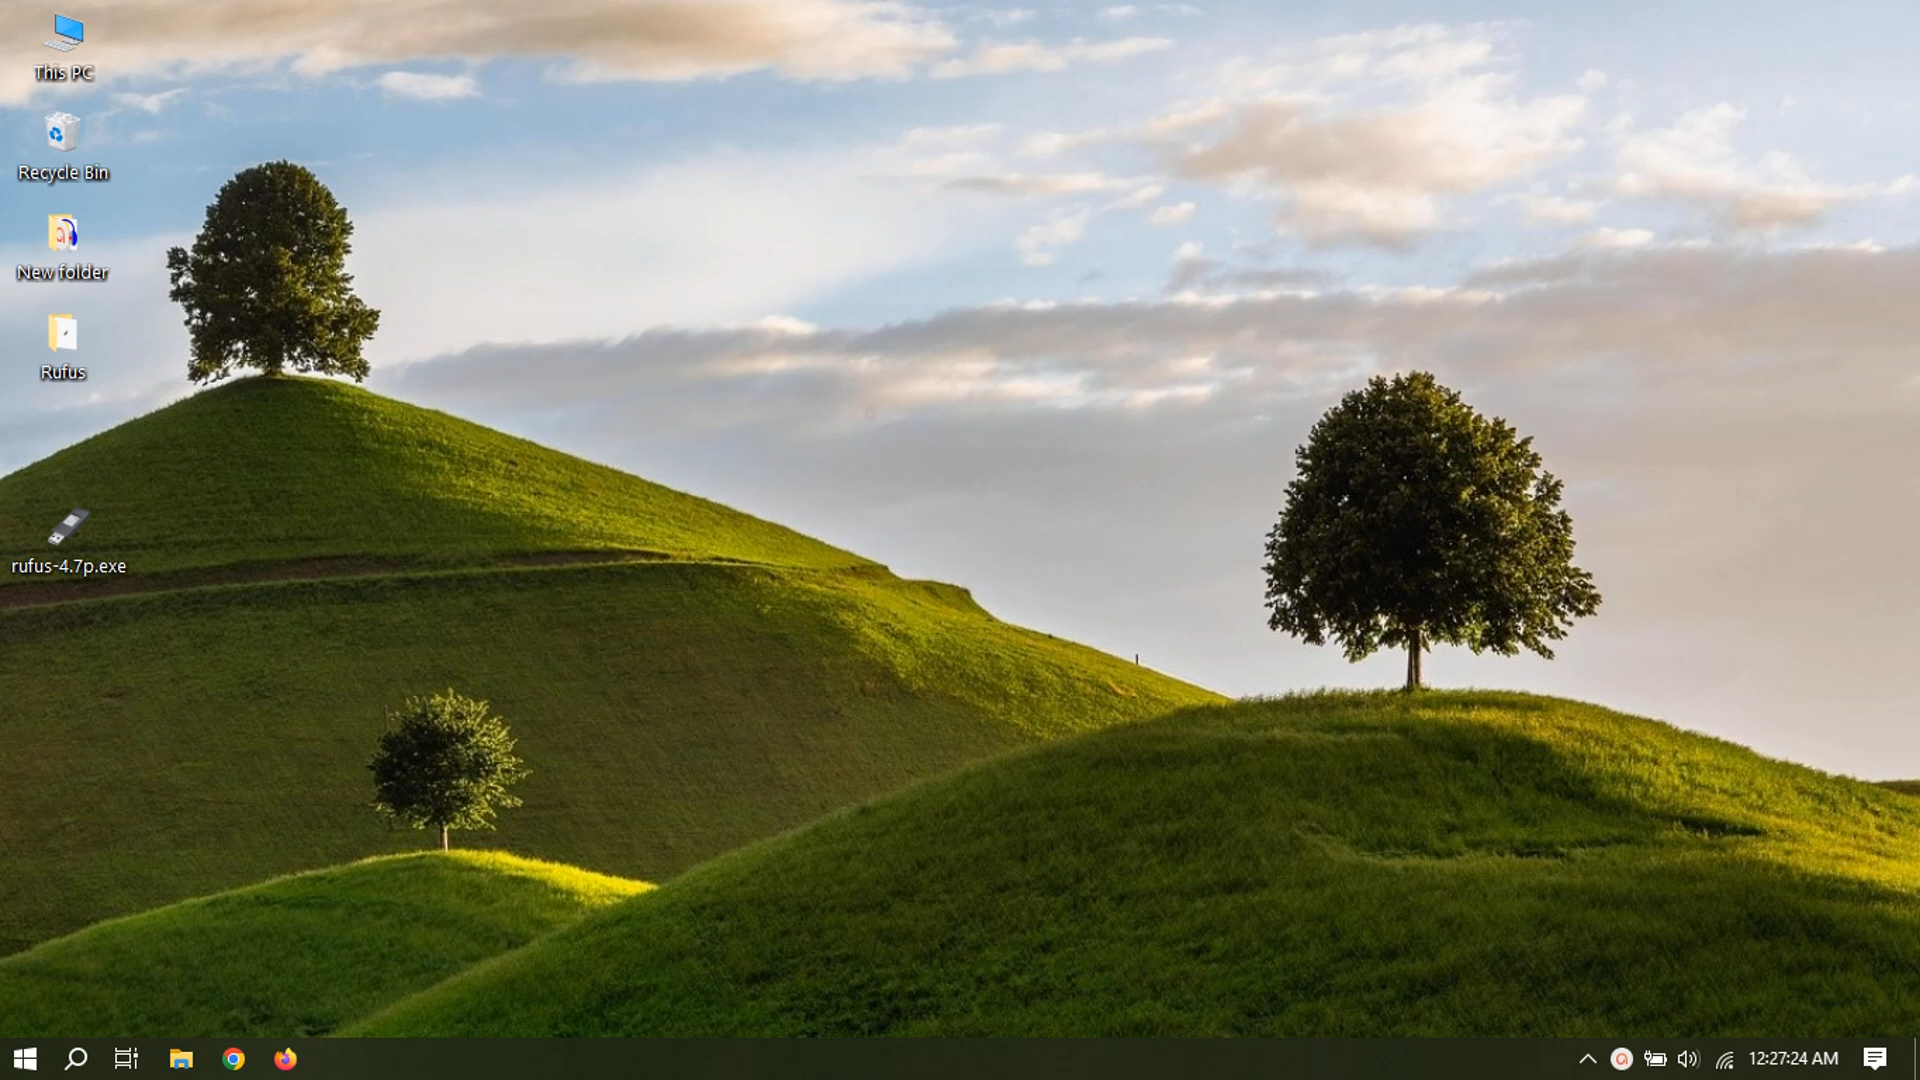 This PC
Recycle Bin
New folder
Rufus
rufus-4.7p.exe
12:27:24 AM